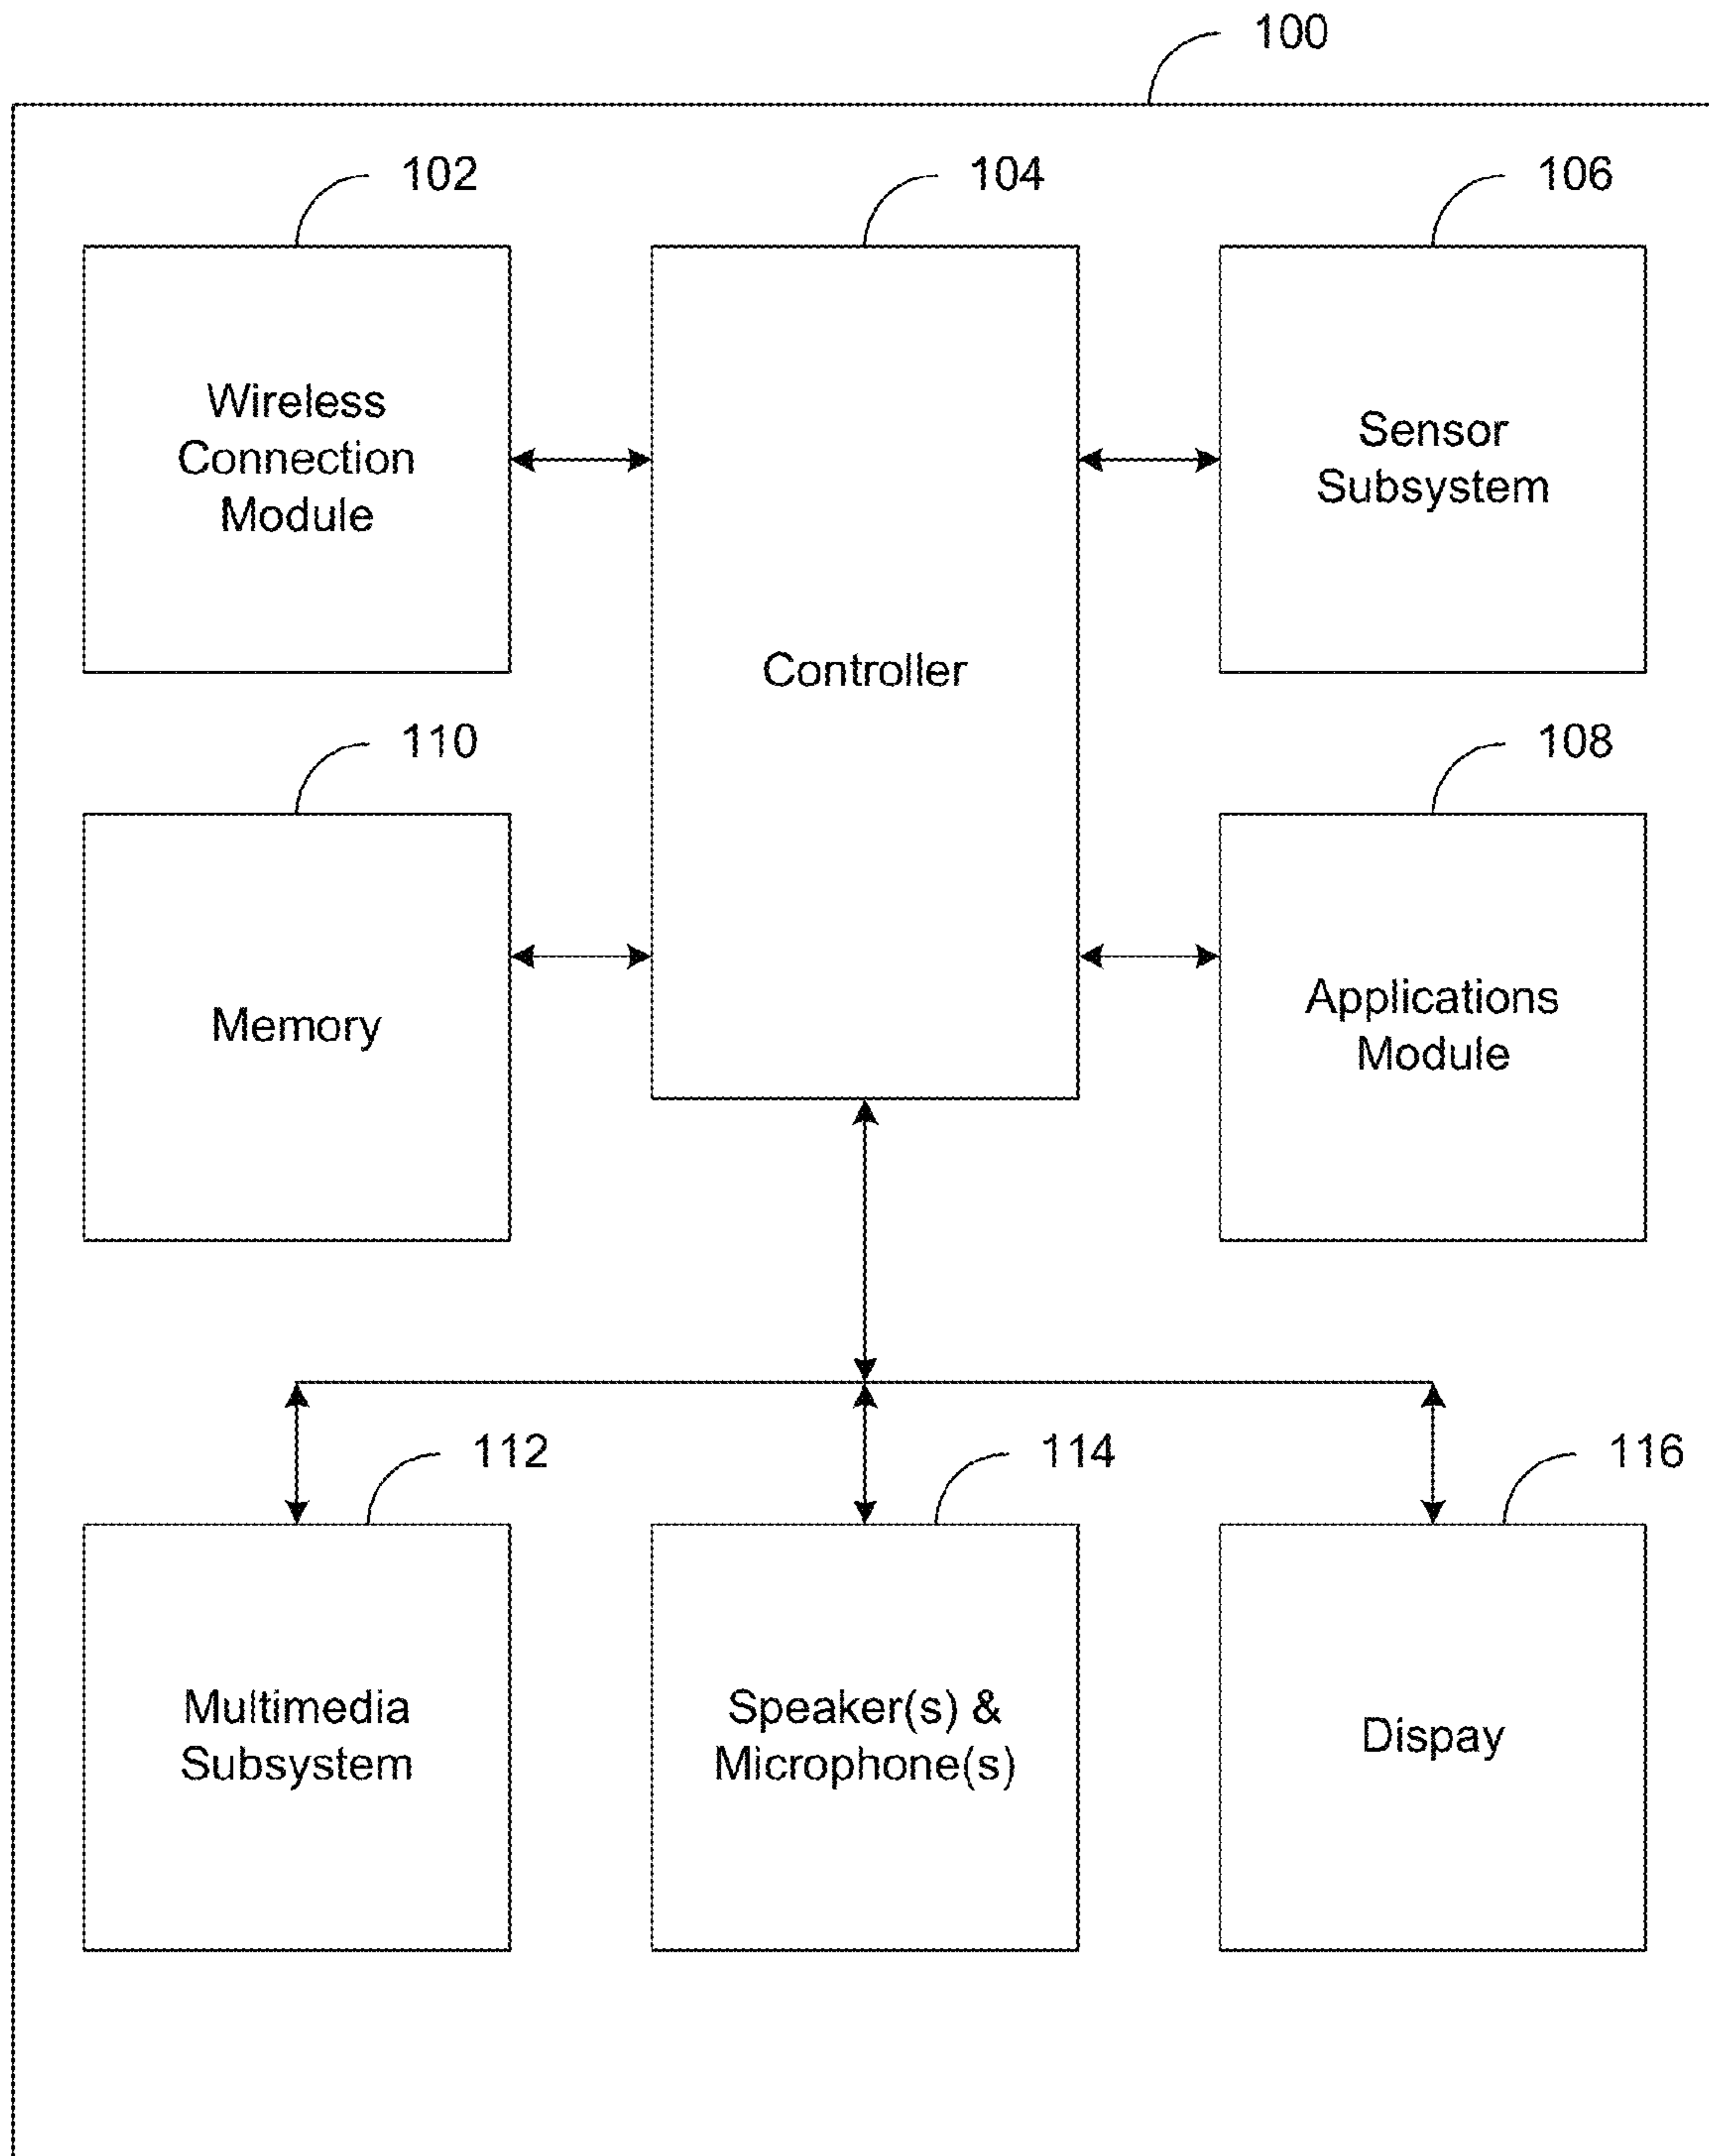 100
102
104
106
Wireless
Connection
Module
Controller
Sensor
Subsystem
110
108
Memory
Applications
Module
112
114
116
Multimedia
Subsystem
Speaker(s) &
Microphone(s)
Dispay